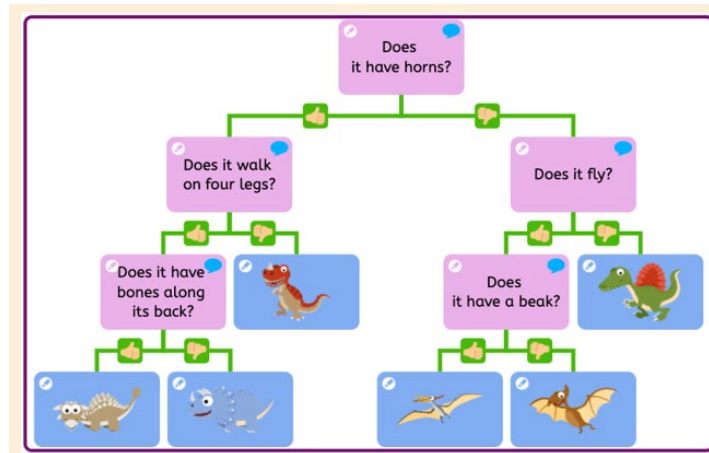 Does
it have horns?
Does it walk
on four legs?
Does it fly?
Does it have
bones along
its back?
Does
it have a beak?